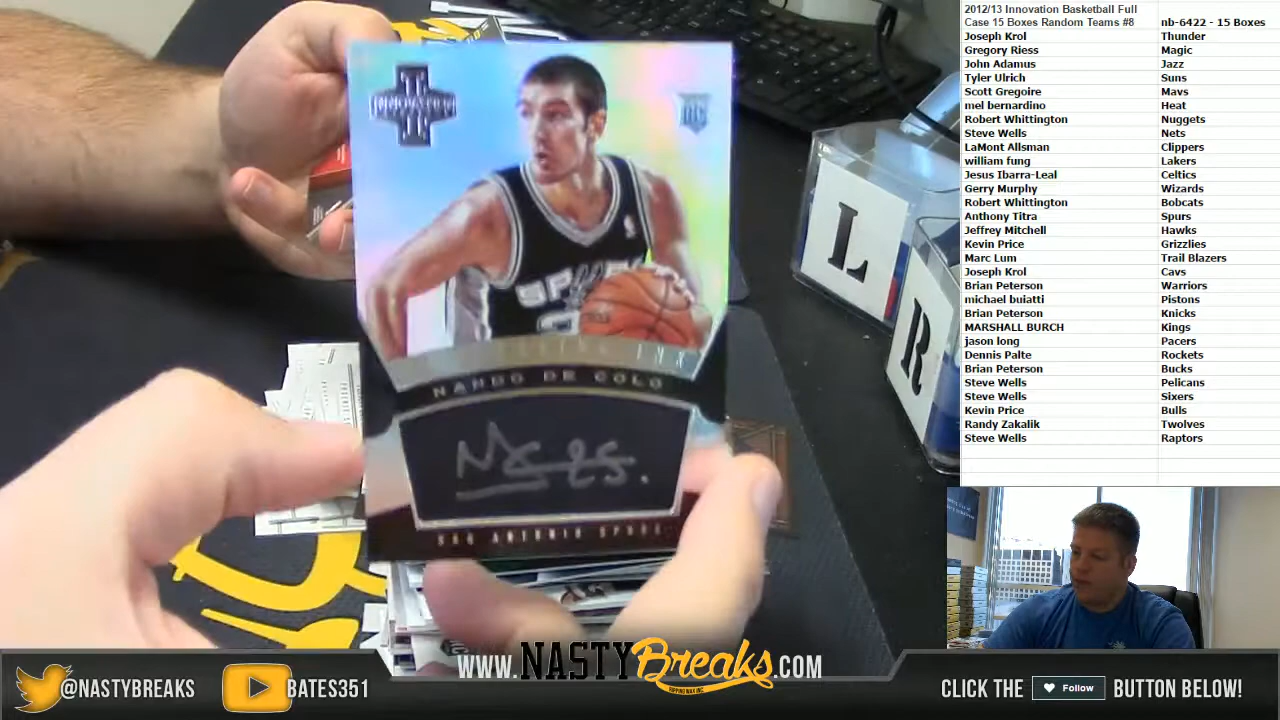 2012/13 Innovation Basketball Full
Case 15 Boxes Random Teams #8 nb-6422 - 15 Boxes
Joseph Krol Thunder
Gregory Riess Magic
John Adamus Jazz
Tyler Ulrich Suns
Scott Gregoire Mavs
mel bernardino Heat
Robert Whittington Nuggets
Steve Wells Nets
LaMont Allsman Clippers
william fung Lakers
Jesus Ibarra-Leal Celtics
Gerry Murphy Wizards
Robert Whittington Bobcats
Anthony Titra Spurs
Jeffrey Mitchell Hawks
Kevin Price Grizzlies
Marc Lum Trail Blazers
Joseph Krol Cavs
Brian Peterson Warriors
michael buiatti Pistons
Brian Peterson Knicks
MARSHALL BURCH Kings
jason long Pacers
Dennis Palte Rockets
Brian Peterson Bucks
Steve Wells Pelicans
Steve Wells Sixers
Kevin Price Bulls
Randy Zakalik Twolves
Steve Wells Raptors
INNOVATION
RC
SPURS
INK
NANDO DE COLO
SAN ANTONIO SPURS
L
R
@NASTYBREAKS
BATES351
WWW.NASTYBreaks.COM
RIPPING WAX INC
CLICK THE Follow BUTTON BELOW!